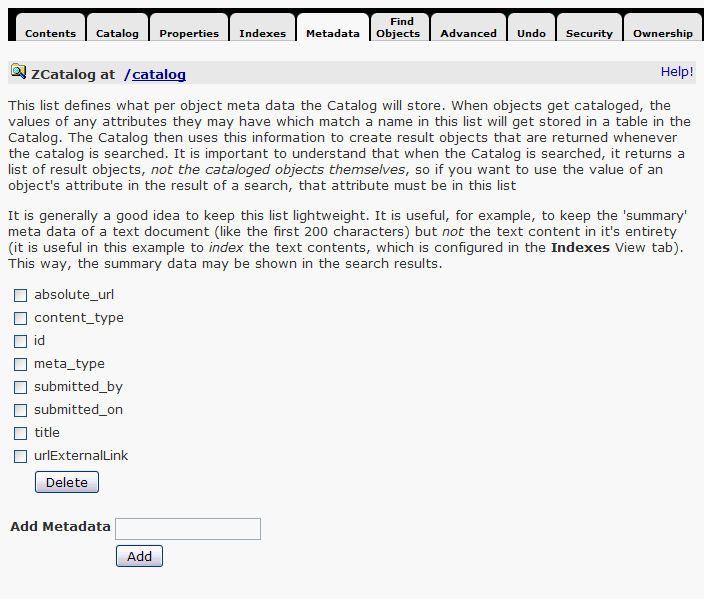 Contents Catalog Properties Indexes Metadata Find Objects Advanced Undo Security Ownership
ZCatalog at /catalog Help!
This list defines what per object meta data the Catalog will store. When objects get cataloged, the
values of any attributes they may have which match a name in this list will get stored in a table in the
Catalog. The Catalog then uses this information to create result objects that are returned whenever
the catalog is searched. It is important to understand that when the Catalog is searched, it returns a
list of result objects, not the cataloged objects themselves, so if you want to use the value of an
object's attribute in the result of a search, that attribute must be in this list
It is generally a good idea to keep this list lightweight. It is useful, for example, to keep the 'summary'
meta data of a text document (like the first 200 characters) but not the text content in it's entirety
(it is useful in this example to index the text contents, which is configured in the Indexes View tab).
This way, the summary data may be shown in the search results.
absolute_url
content_type
id
meta_type
submitted_by
submitted_on
title
urlExternalLink
Delete
Add Metadata
Add